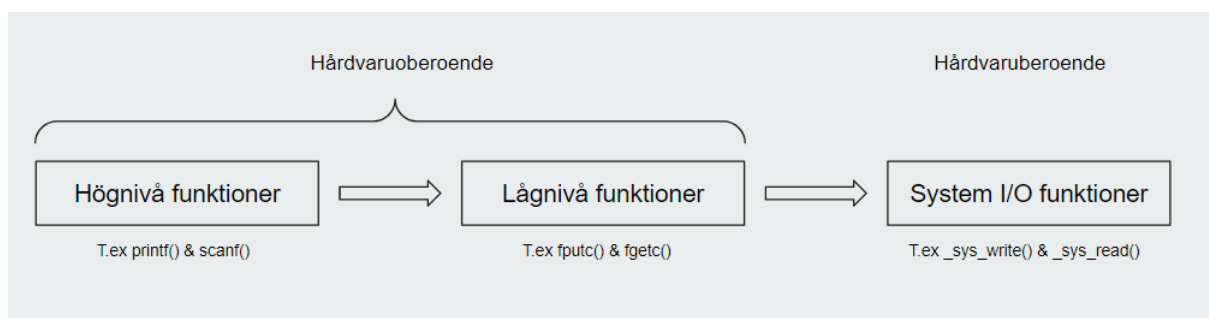 Hårdvaruoberoende
Hårdvaruberoende
Högnivå funktioner
Lågnivå funktioner
System I/O funktioner
T.ex printf() & scanf()
T.ex fputc() & fgetc()
T.ex _sys_write() & _sys_read()